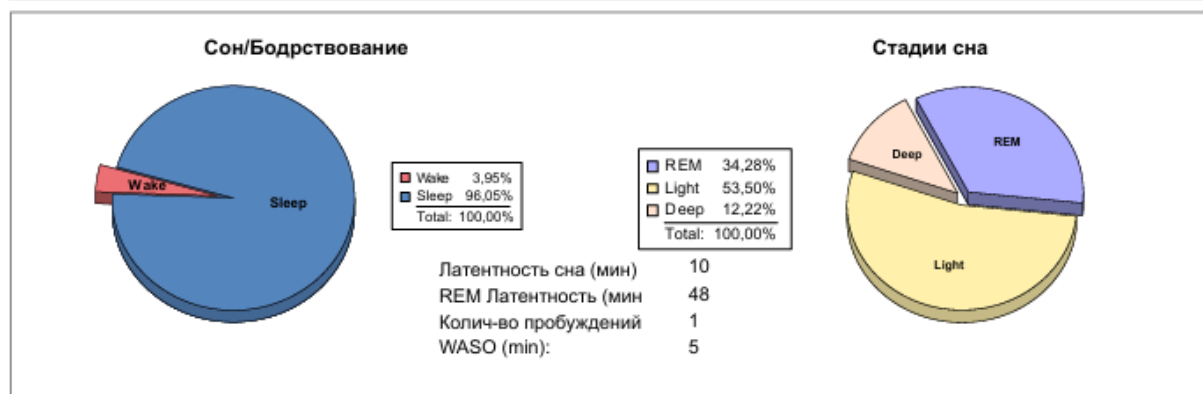 Сон/Бодрствование
Стадии сна
Wake
Sleep
Wake 3,95%
Sleep 96,05%
Total: 100,00%
REM 34,28%
Light 53,50%
Deep 12,22%
Total: 100,00%
Deep
REM
Light
Латентность сна (мин) 10
REM Латентность (мин 48
Колич-во пробуждений 1
WASO (min): 5